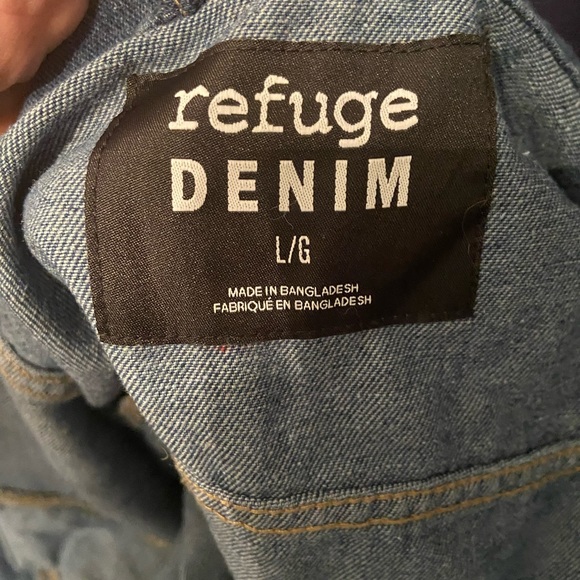 refuge
DENIM
L/G
MADE IN BANGLADESH
FABRIQUÉ EN BANGLADESH